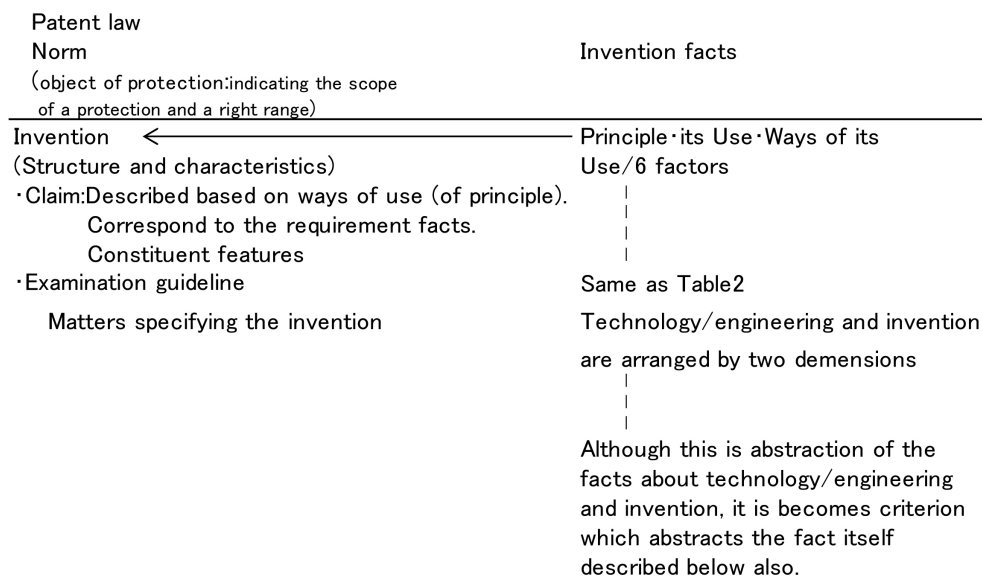 Patent law
Norm
(object of protection:indicating the scope
of a protection and a right range)
Invention facts
Invention
(Structure and characteristics)
・Claim:Described based on ways of use (of principle).
Correspond to the requirement facts.
Constituent features
・Examination guideline
Matters specifying the invention
Principle・its Use・Ways of its
Use/6 factors
Same as Table2
Technology/engineering and invention
are arranged by two demensions
Although this is abstraction of the
facts about technology/engineering
and invention, it is becomes criterion
which abstracts the fact itself
described below also.